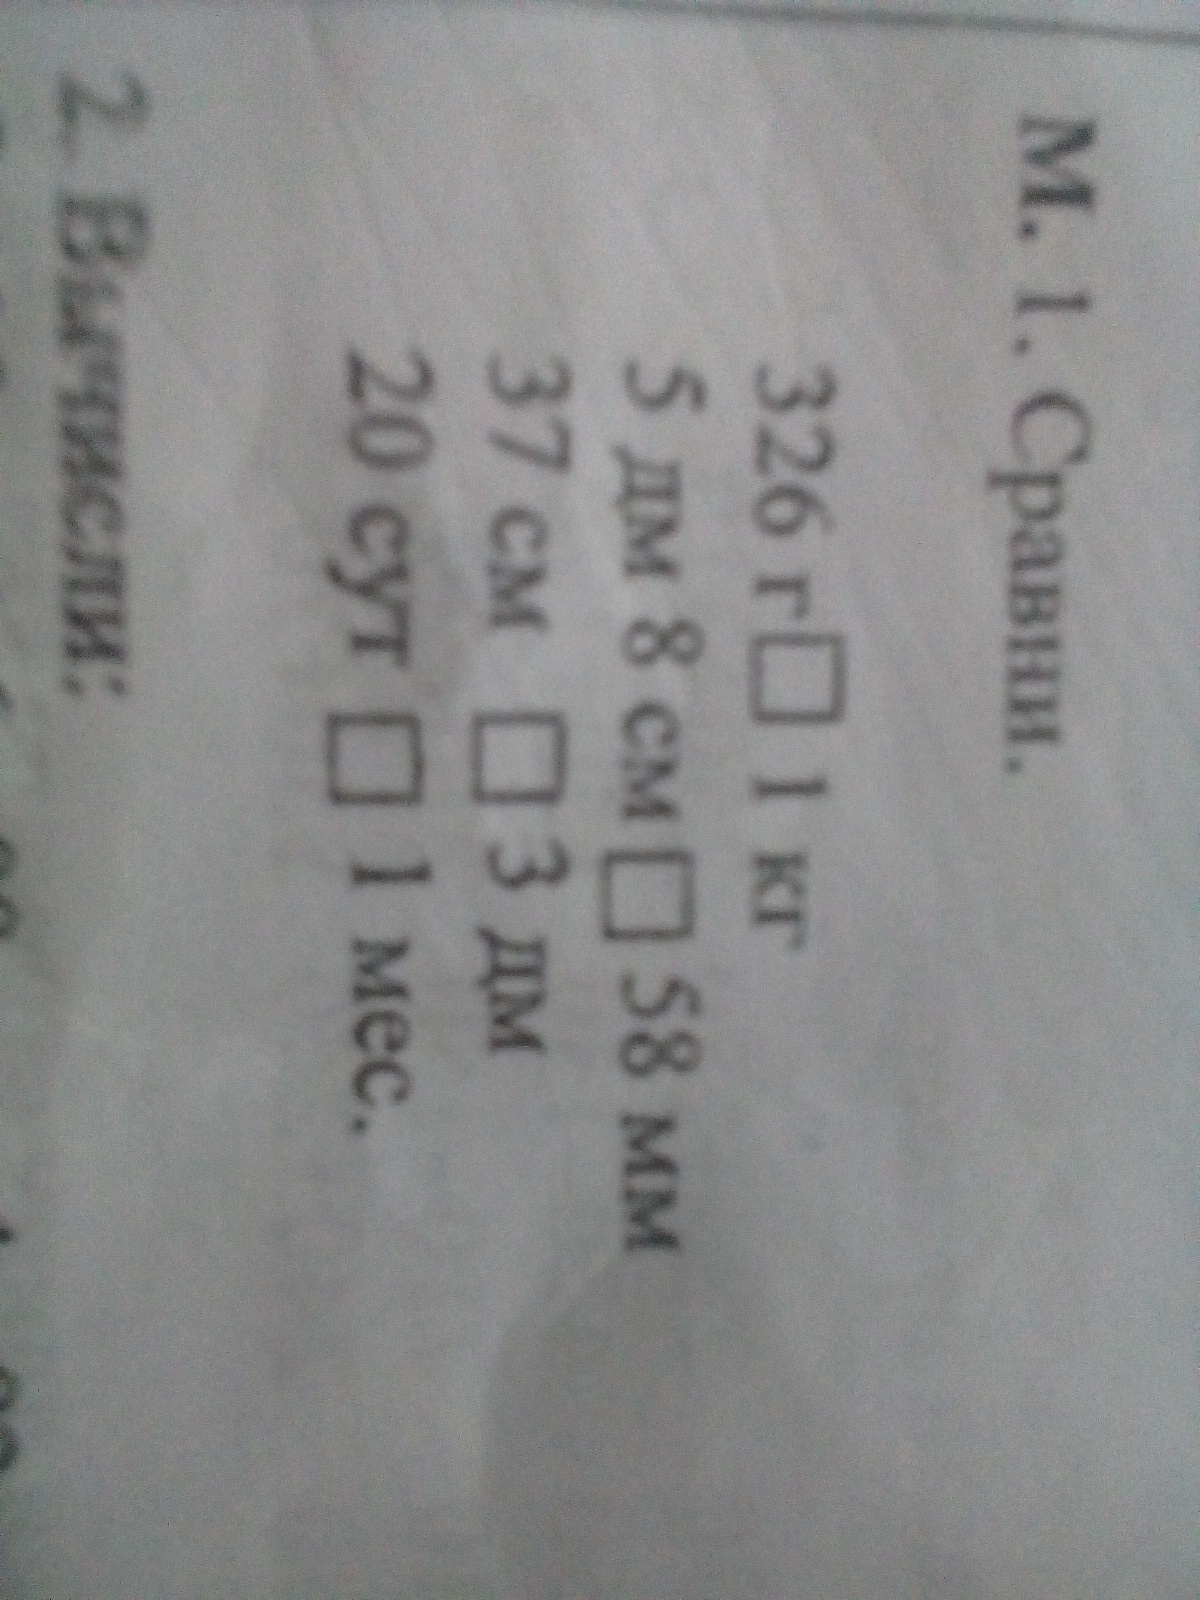 М. 1. Сравни.
326 г□ 1 кг
5 дм 8 см □ 58 мм
37 см □ 3 дм
20 сут □ 1 мес.
2. Вычисли: